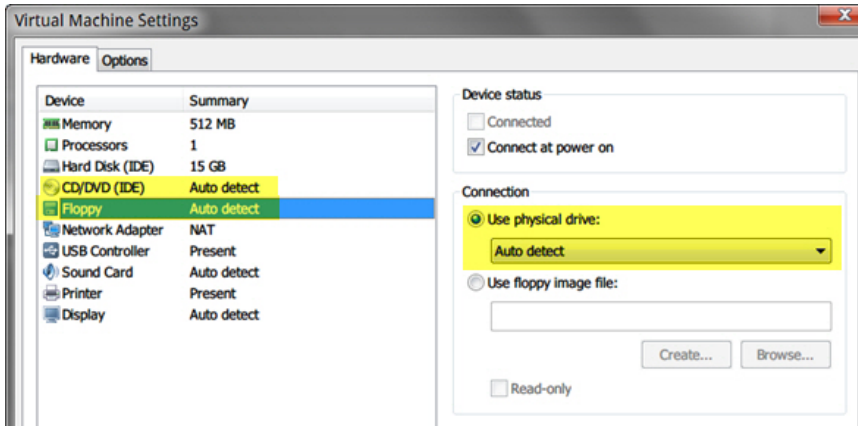 Virtual Machine Settings
Hardware Options
Device Summary
Memory 512 MB
Processors 1
Hard Disk (IDE) 15 GB
CD/DVD (IDE) Auto detect
Floppy Auto detect
Network Adapter NAT
USB Controller Present
Sound Card Auto detect
Printer Present
Display Auto detect
Device status
Connected
Connect at power on
Connection
Use physical drive:
Auto detect
Use floppy image file:
Create... Browse...
Read-only